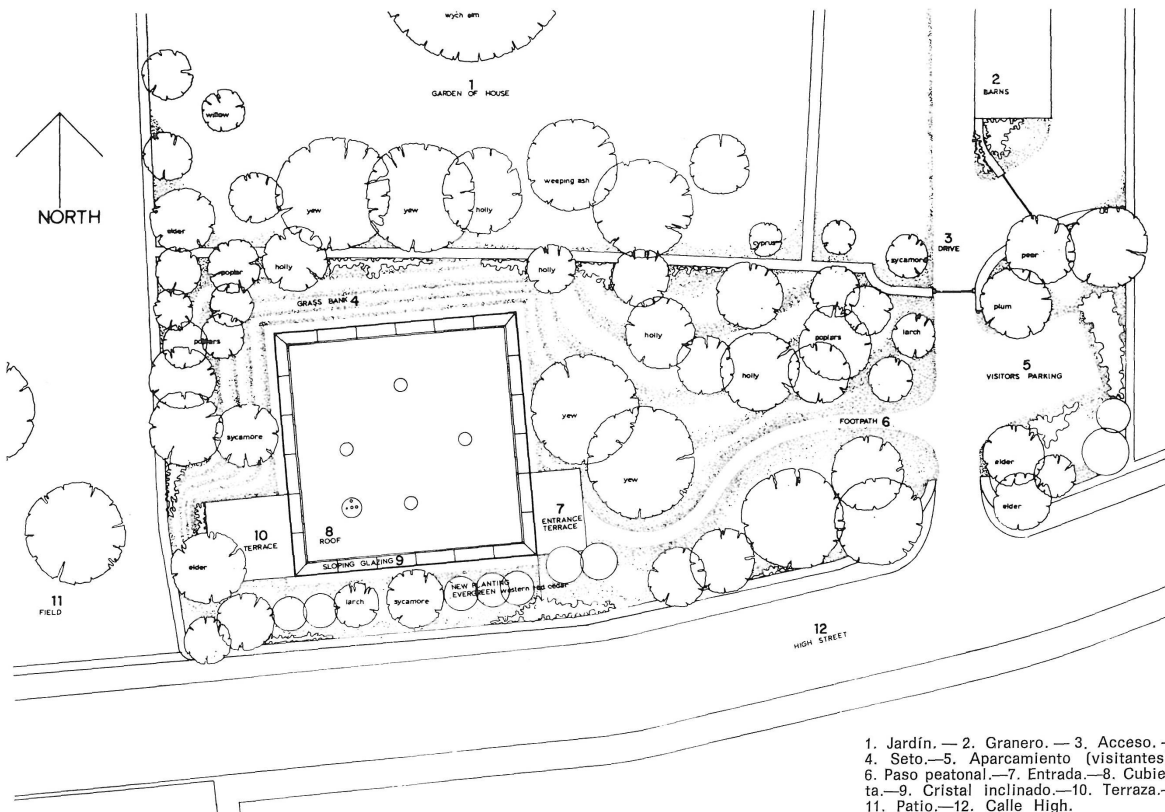 wych elm
1
GARDEN OF HOUSE
2
BARNS
willow
NORTH
weeping ash
yew
yew
holly
elder
cyprus
3
DRIVE
sycamore
poplar
holly
holly
pear
GRASS BANK 4
plum
poplars
holly
poplars
larch
holly
5
VISITORS PARKING
yew
FOOTPATH 6
sycamore
yew
elder
elder
7
ENTRANCE
TERRACE
10
TERRACE
8
ROOF
SLOPING GLAZING 9
elder
NEW PLANTING
EVERGREEN western red cedar
larch
sycamore
11
FIELD
12
HIGH STREET
1. Jardín. — 2. Granero. — 3. Acceso. -
4. Seto.—5. Aparcamiento (visitantes
6. Paso peatonal.—7. Entrada.—8. Cubie
ta.—9. Cristal inclinado.—10. Terraza.-
11. Patio.—12. Calle High.